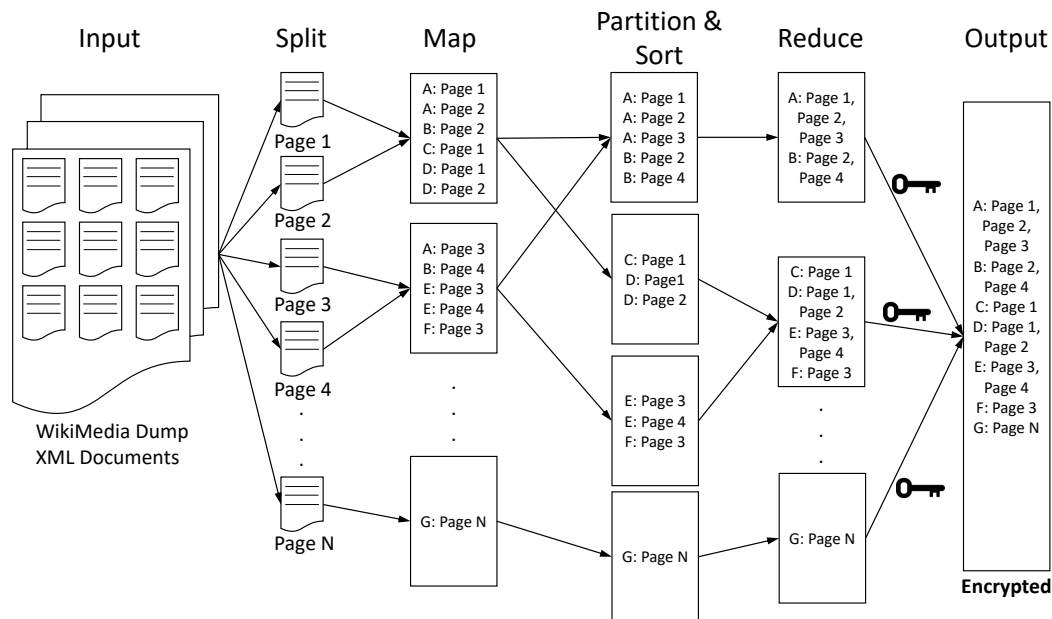 Input
Split
Map
Partition &
Sort
Reduce
Output
WikiMedia Dump
XML Documents
Page 1
Page 2
Page 3
Page 4
.
.
.
Page N
A: Page 1
A: Page 2
B: Page 2
C: Page 1
D: Page 1
D: Page 2
A: Page 3
B: Page 4
E: Page 3
E: Page 4
F: Page 3
.
.
.
G: Page N
A: Page 1
A: Page 2
A: Page 3
B: Page 2
B: Page 4
C: Page 1
D: Page1
D: Page 2
E: Page 3
E: Page 4
F: Page 3
G: Page N
A: Page 1,
Page 2,
Page 3
B: Page 2,
Page 4
C: Page 1
D: Page 1,
Page 2
E: Page 3,
Page 4
F: Page 3
.
.
.
G: Page N
A: Page 1,
Page 2,
Page 3
B: Page 2,
Page 4
C: Page 1
D: Page 1,
Page 2
E: Page 3,
Page 4
F: Page 3
G: Page N
Encrypted